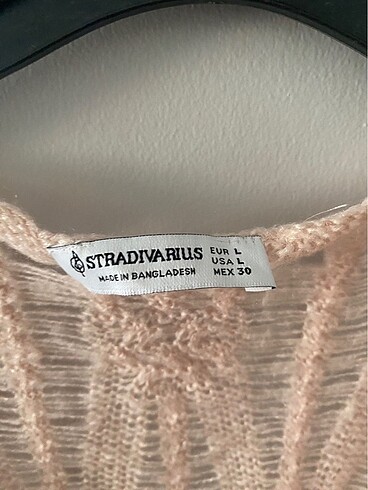 STRADIVARIUS
MADE IN BANGLADESH
EUR L
USA L
MEX 30